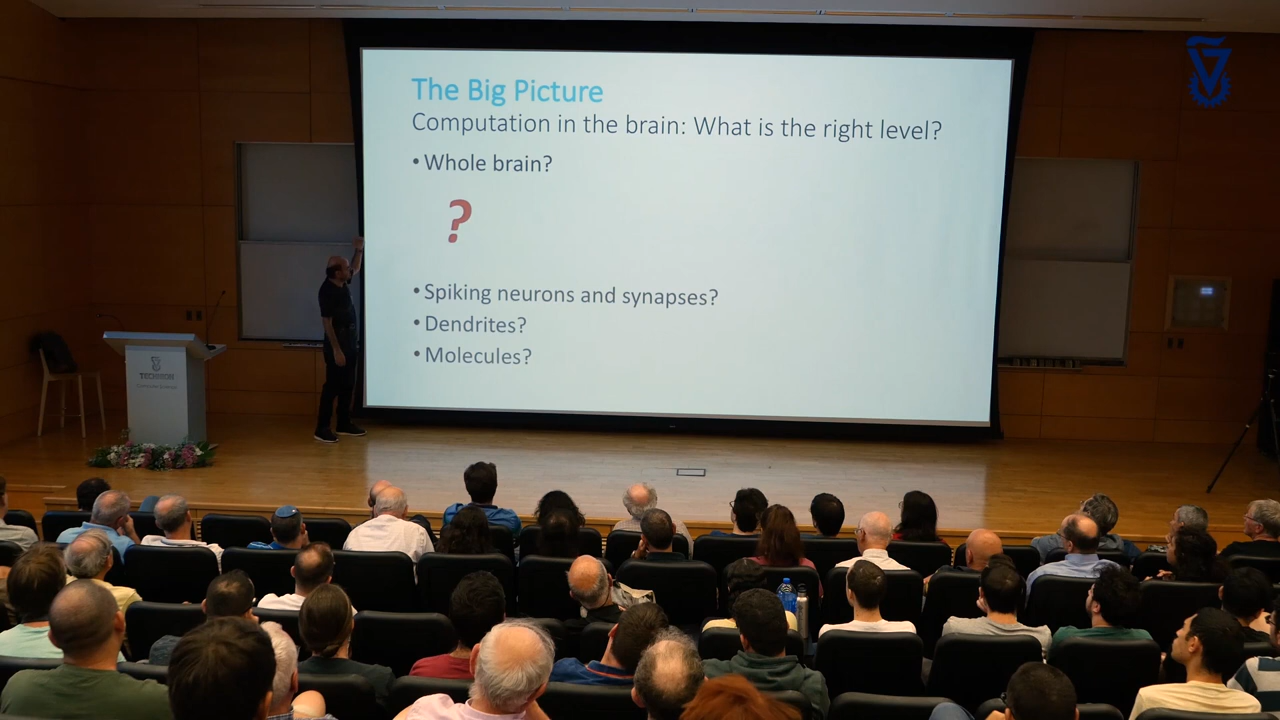 The Big Picture
Computation in the brain: What is the right level?
• Whole brain?
?
• Spiking neurons and synapses?
• Dendrites?
• Molecules?
TECHNION